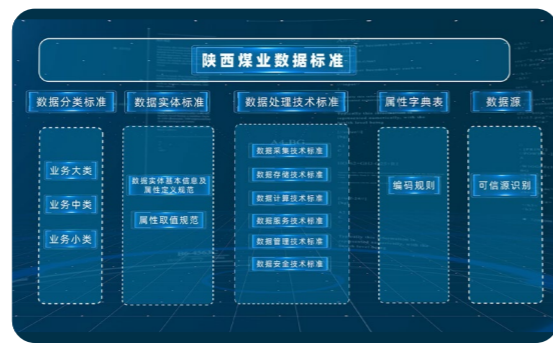 陕西煤业数据标准
数据分类标准
数据实体标准
数据处理技术标准
属性字典表
数据源
业务大类
业务中类
业务小类
数据实体基本信息及
属性定义规范
属性取值规范
数据采集技术标准
数据存储技术标准
数据计算技术标准
数据服务技术标准
数据管理技术标准
数据安全技术标准
编码规则
可信源识别